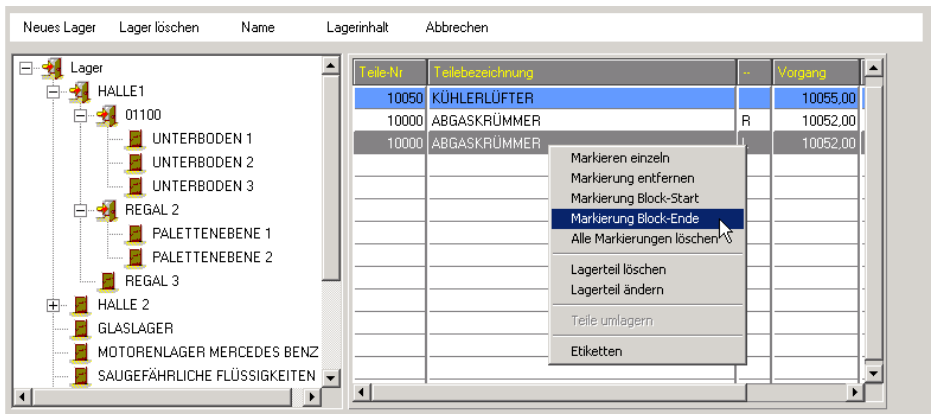 Neues Lager Lager löschen Name Lagerinhalt Abbrechen
Lager
HALLE1
01100
UNTERBODEN 1
UNTERBODEN 2
UNTERBODEN 3
REGAL 2
PALETTENEBENE 1
PALETTENEBENE 2
REGAL 3
HALLE 2
GLASLAGER
MOTORENLAGER MERCEDES BENZ
SAUGEFÄHRLICHE FLÜSSIGKEITEN
Teile-Nr Teilebezeichnung -- Vorgang
10050 KÜHLERLÜFTER 10055,00
10000 ABGASKRÜMMER R 10052,00
10000 ABGASKRÜMMER 10052,00
Markieren einzeln
Markierung entfernen
Markierung Block-Start
Markierung Block-Ende
Alle Markierungen löschen
Lagerteil löschen
Lagerteil ändern
Teile umlagern
Etiketten